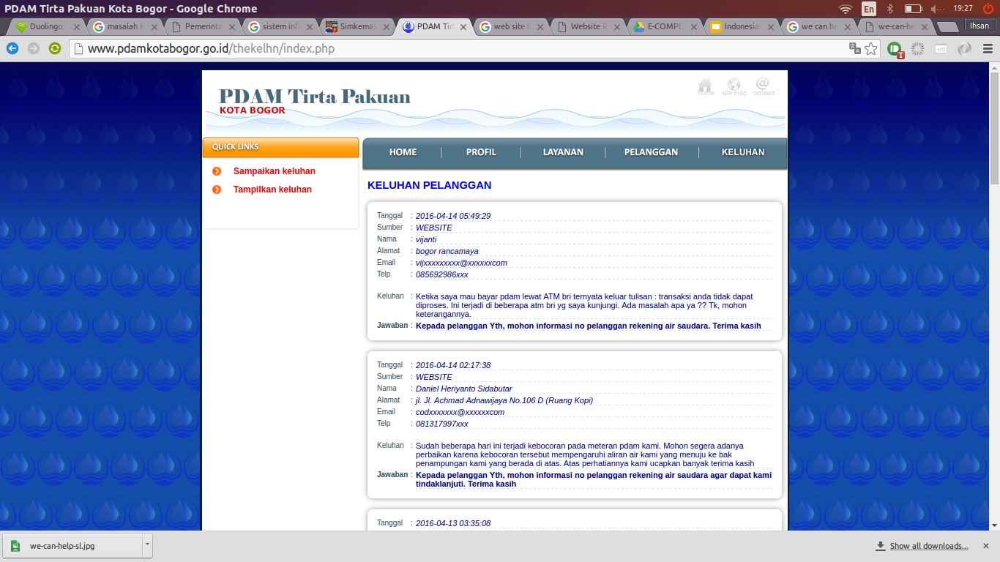 PDAM Tirta Pakuan Kota Bogor - Google Chrome
En
19:27
Duolingo:
masalah k
Pemerinta
sistem inf
Simkemas
PDAM Tir
web site k
Website R
E-COMPL
Indonesia
we can he
we-can-he
Ihsan
www.pdamkotabogor.go.id/thekelhn/index.php
1
PDAM Tirta Pakuan
KOTA BOGOR
home
site map
contact
QUICK LINKS
Sampaikan keluhan
Tampilkan keluhan
HOME
PROFIL
LAYANAN
PELANGGAN
KELUHAN
KELUHAN PELANGGAN
Tanggal : 2016-04-14 05:49:29
Sumber : WEBSITE
Nama : vijanti
Alamat : bogor rancamaya
Email : vijxxxxxxxxx@xxxxxxcom
Telp : 085692986xxx
Keluhan : Ketika saya mau bayar pdam lewat ATM bri ternyata keluar tulisan : transaksi anda tidak dapat
diproses. Ini terjadi di beberapa atm bri yg saya kunjungi. Ada masalah apa ya ?? Tk, mohon
keterangannya.
Jawaban : Kepada pelanggan Yth, mohon informasi no pelanggan rekening air saudara. Terima kasih
Tanggal : 2016-04-14 02:17:38
Sumber : WEBSITE
Nama : Daniel Heriyanto Sidabutar
Alamat : jl. Jl. Achmad Adnawijaya No.106 D (Ruang Kopi)
Email : codxxxxxxx@xxxxxxcom
Telp : 081317997xxx
Keluhan : Sudah beberapa hari ini terjadi kebocoran pada meteran pdam kami. Mohon segera adanya
perbaikan karena kebocoran tersebut mempengaruhi aliran air kami yang menuju ke bak
penampungan kami yang berada di atas. Atas perhatiannya kami ucapkan banyak terima kasih
Jawaban : Kepada pelanggan Yth, mohon informasi no pelanggan rekening air saudara agar dapat kami
tindaklanjuti. Terima kasih
Tanggal : 2016-04-13 03:35:08
we-can-help-sl.jpg
Show all downloads...